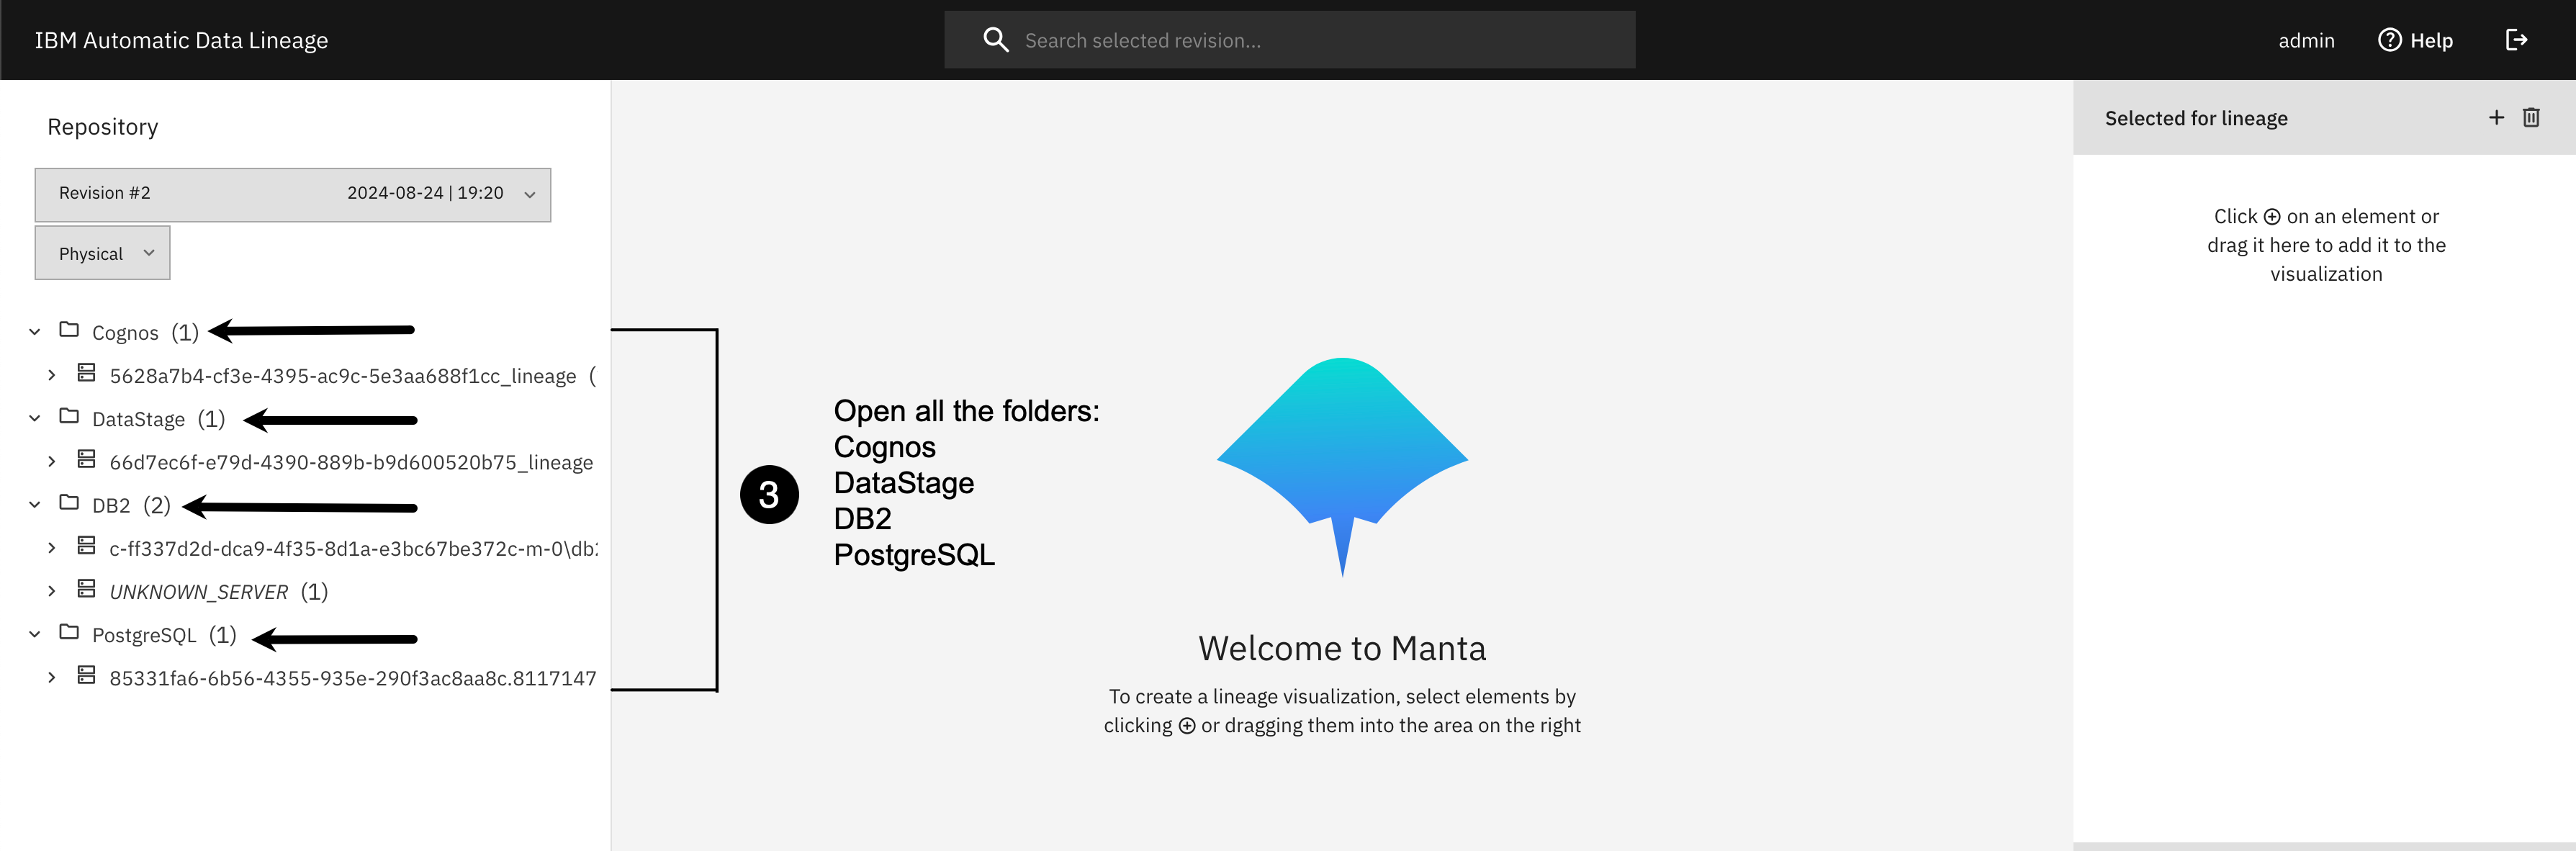 IBM Automatic Data Lineage
Search selected revision...
admin
Help
Repository
Revision #2 2024-08-24 | 19:20
Physical
Cognos (1)
5628a7b4-cf3e-4395-ac9c-5e3aa688f1cc_lineage (
DataStage (1)
66d7ec6f-e79d-4390-889b-b9d600520b75_lineage
DB2 (2)
c-ff337d2d-dca9-4f35-8d1a-e3bc67be372c-m-0\db2
UNKNOWN_SERVER (1)
PostgreSQL (1)
85331fa6-6b56-4355-935e-290f3ac8aa8c.8117147
3
Open all the folders:
Cognos
DataStage
DB2
PostgreSQL
Welcome to Manta
To create a lineage visualization, select elements by
clicking ⊕ or dragging them into the area on the right
Selected for lineage
Click ⊕ on an element or
drag it here to add it to the
visualization